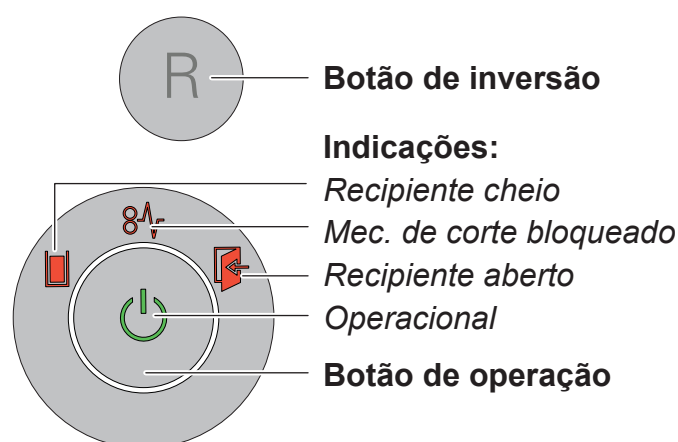 R
Botão de inversão
Indicações:
Recipiente cheio
Mec. de corte bloqueado
Recipiente aberto
Operacional
Botão de operação